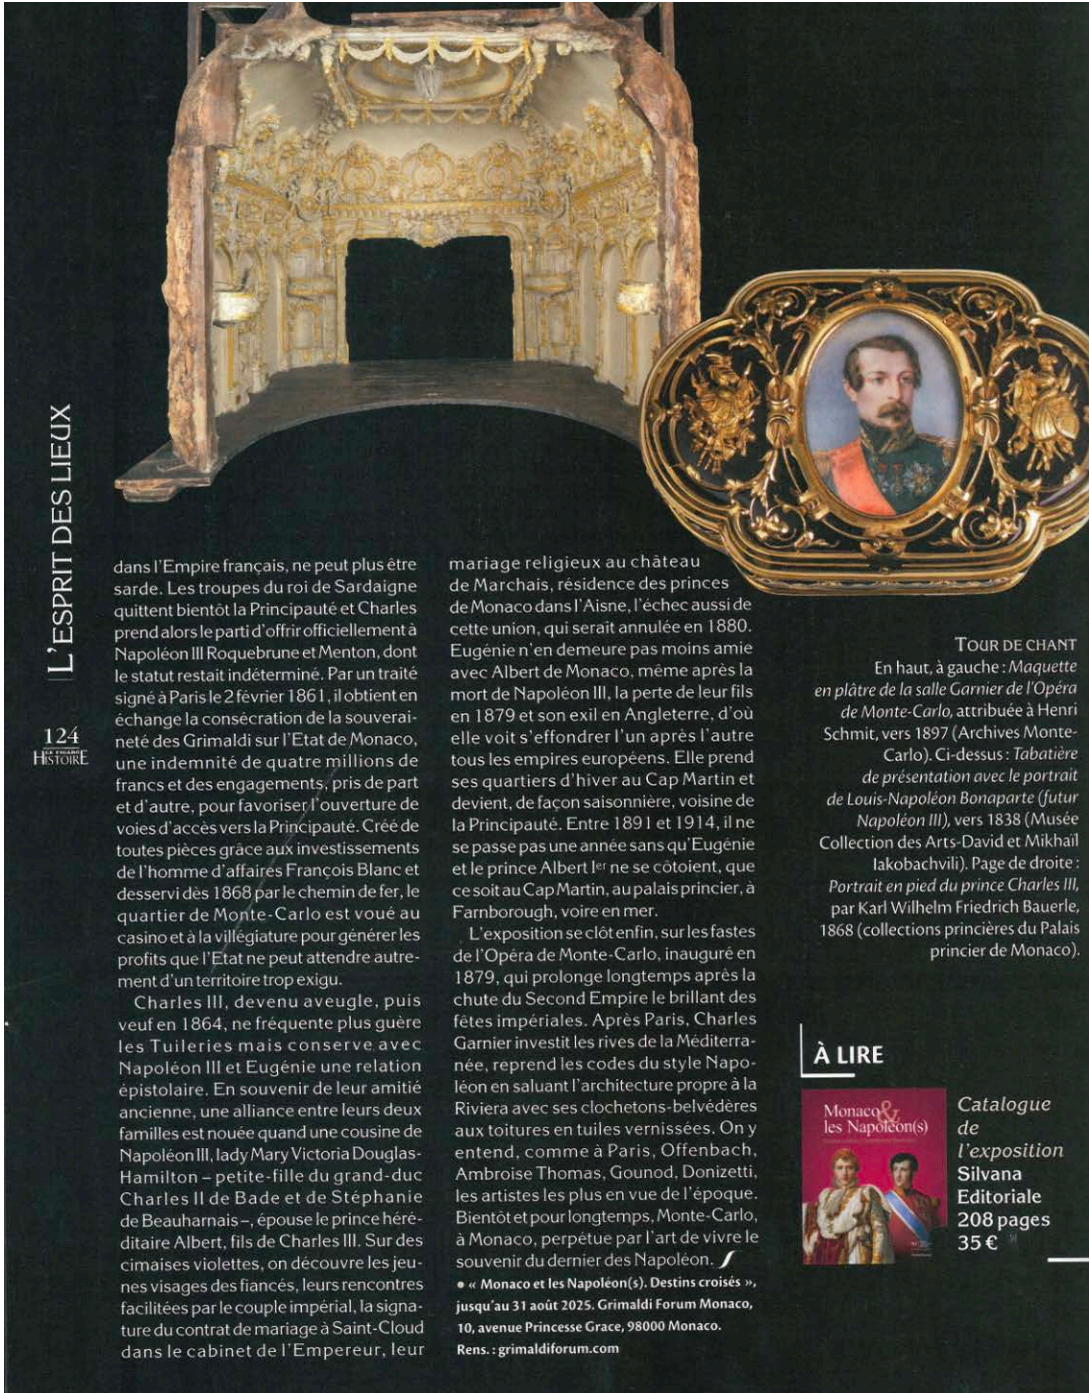 L'ESPRIT DES LIEUX
124
LE FIGARO
HISTOIRE
dans l'Empire français, ne peut plus être
sarde. Les troupes du roi de Sardaigne
quittent bientôt la Principauté et Charles
prend alors le parti d'offrir officiellement à
Napoléon III Roquebrune et Menton, dont
le statut restait indéterminé. Par un traité
signé à Paris le 2 février 1861, il obtient en
échange la consécration de la souverai-
neté des Grimaldi sur l'Etat de Monaco,
une indemnité de quatre millions de
francs et des engagements, pris de part
et d'autre, pour favoriser l'ouverture de
voies d'accès vers la Principauté. Créé de
toutes pièces grâce aux investissements
de l'homme d'affaires François Blanc et
desservi dès 1868 par le chemin de fer, le
quartier de Monte-Carlo est voué au
casino et à la villégiature pour générer les
profits que l'Etat ne peut attendre autre-
ment d'un territoire trop exigu.
Charles III, devenu aveugle, puis
veuf en 1864, ne fréquente plus guère
les Tuileries mais conserve avec
Napoléon III et Eugénie une relation
épistolaire. En souvenir de leur amitié
ancienne, une alliance entre leurs deux
familles est nouée quand une cousine de
Napoléon III, lady Mary Victoria Douglas-
Hamilton – petite-fille du grand-duc
Charles II de Bade et de Stéphanie
de Beauharnais –, épouse le prince héré-
ditaire Albert, fils de Charles III. Sur des
cimaises violettes, on découvre les jeu-
nes visages des fiancés, leurs rencontres
facilitées par le couple impérial, la signa-
ture du contrat de mariage à Saint-Cloud
dans le cabinet de l'Empereur, leur
mariage religieux au château
de Marchais, résidence des princes
de Monaco dans l'Aisne, l'échec aussi de
cette union, qui serait annulée en 1880.
Eugénie n'en demeure pas moins amie
avec Albert de Monaco, même après la
mort de Napoléon III, la perte de leur fils
en 1879 et son exil en Angleterre, d'où
elle voit s'effondrer l'un après l'autre
tous les empires européens. Elle prend
ses quartiers d'hiver au Cap Martin et
devient, de façon saisonnière, voisine de
la Principauté. Entre 1891 et 1914, il ne
se passe pas une année sans qu'Eugénie
et le prince Albert Ier ne se côtoient, que
ce soit au Cap Martin, au palais princier, à
Farnborough, voire en mer.
L'exposition se clôt enfin, sur les fastes
de l'Opéra de Monte-Carlo, inauguré en
1879, qui prolonge longtemps après la
chute du Second Empire le brillant des
fêtes impériales. Après Paris, Charles
Garnier investit les rives de la Méditerra-
née, reprend les codes du style Napo-
léon en saluant l'architecture propre à la
Riviera avec ses clochetons-belvédères
aux toitures en tuiles vernissées. On y
entend, comme à Paris, Offenbach,
Ambroise Thomas, Gounod, Donizetti,
les artistes les plus en vue de l'époque.
Bientôt et pour longtemps, Monte-Carlo,
à Monaco, perpétue par l'art de vivre le
souvenir du dernier des Napoléon.
● « Monaco et les Napoléon(s). Destins croisés »,
jusqu'au 31 août 2025. Grimaldi Forum Monaco,
10, avenue Princesse Grace, 98000 Monaco.
Rens. : grimaldiforum.com
TOUR DE CHANT
En haut, à gauche : Maquette
en plâtre de la salle Garnier de l'Opéra
de Monte-Carlo, attribuée à Henri
Schmit, vers 1897 (Archives Monte-
Carlo). Ci-dessus : Tabatière
de présentation avec le portrait
de Louis-Napoléon Bonaparte (futur
Napoléon III), vers 1838 (Musée
Collection des Arts-David et Mikhaïl
Iakobachvili). Page de droite :
Portrait en pied du prince Charles III,
par Karl Wilhelm Friedrich Bauerle,
1868 (collections princières du Palais
princier de Monaco).
À LIRE
Monaco &
les Napoléon(s)
Catalogue
de
l'exposition
Silvana
Editoriale
208 pages
35 €